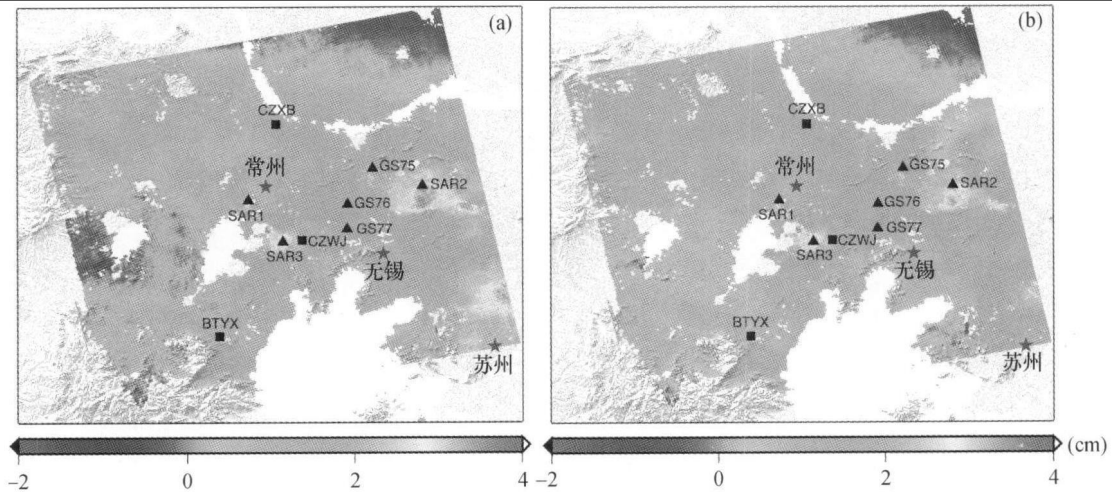 (a)
CZXB
常州
GS75
SAR2
SAR1
GS76
GS77
SAR3
CZWJ
无锡
BTYX
苏州
−2 0 2 4
(b)
CZXB
常州
GS75
SAR2
SAR1
GS76
GS77
SAR3
CZWJ
无锡
BTYX
苏州
−2 0 2 4 (cm)